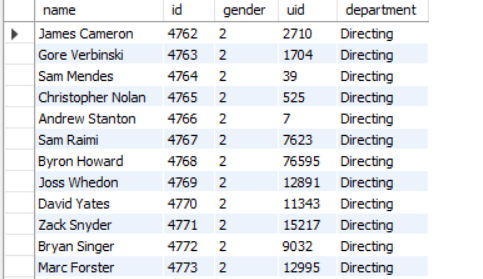 name id gender uid department
James Cameron 4762 2 2710 Directing
Gore Verbinski 4763 2 1704 Directing
Sam Mendes 4764 2 39 Directing
Christopher Nolan 4765 2 525 Directing
Andrew Stanton 4766 2 7 Directing
Sam Raimi 4767 2 7623 Directing
Byron Howard 4768 2 76595 Directing
Joss Whedon 4769 2 12891 Directing
David Yates 4770 2 11343 Directing
Zack Snyder 4771 2 15217 Directing
Bryan Singer 4772 2 9032 Directing
Marc Forster 4773 2 12995 Directing